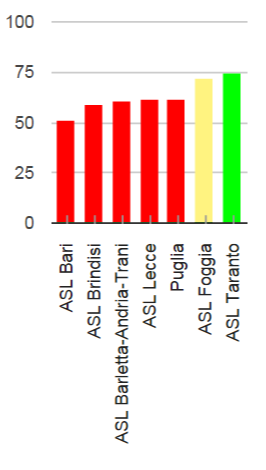 100
75
50
25
0
ASL Bari
ASL Brindisi
ASL Barletta-Andria-Trani
ASL Lecce
Puglia
ASL Foggia
ASL Taranto